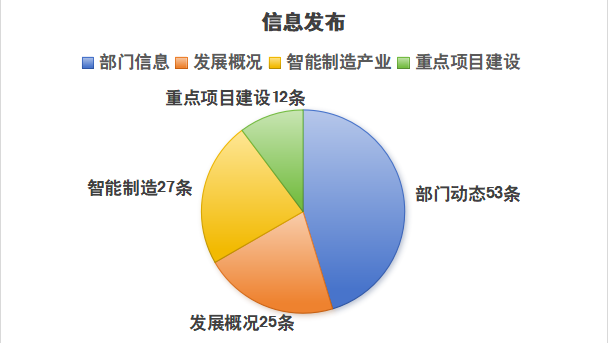 信息发布
部门信息 发展概况 智能制造产业 重点项目建设
重点项目建设12条
智能制造27条
部门动态53条
发展概况25条